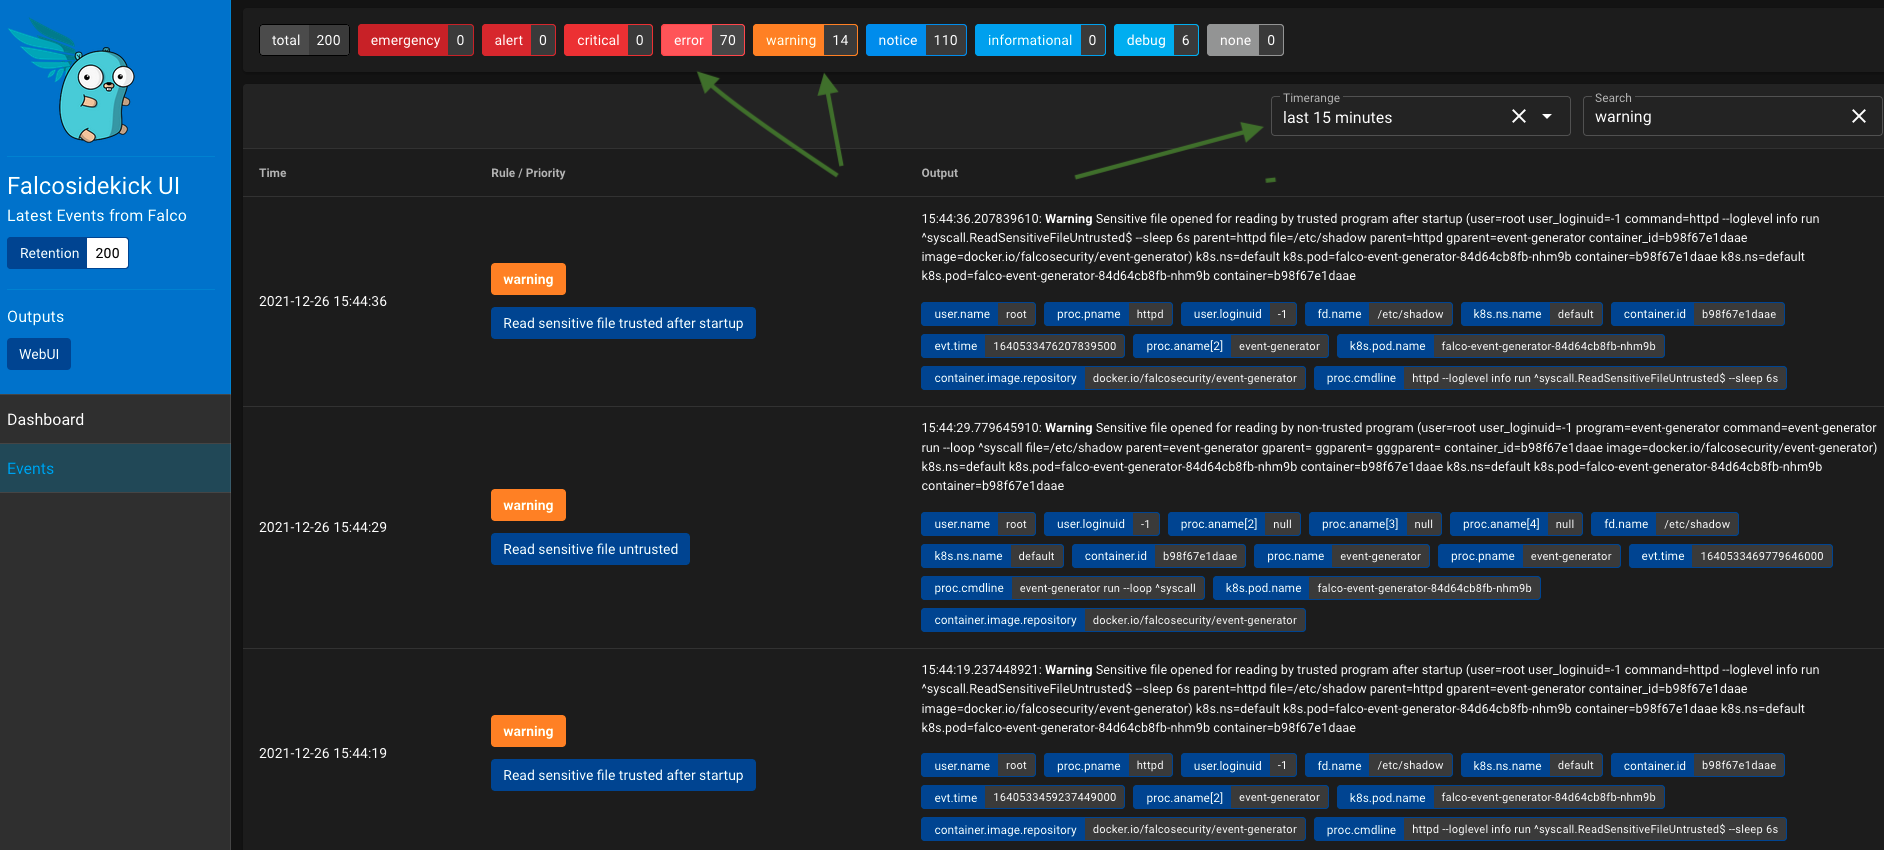 total 200 emergency 0 alert 0 critical 0 error 70 warning 14 notice 110 informational 0 debug 6 none 0
Falcosidekick UI
Latest Events from Falco
Retention 200
Outputs
WebUI
Dashboard
Events
Timerange
last 15 minutes
Search
warning
Time Rule / Priority Output
2021-12-26 15:44:36
warning
Read sensitive file trusted after startup
15:44:36.207839610: Warning Sensitive file opened for reading by trusted program after startup (user=root user_loginuid=-1 command=httpd --loglevel info run
^syscall.ReadSensitiveFileUntrusted$ --sleep 6s parent=httpd file=/etc/shadow parent=httpd gparent=event-generator container_id=b98f67e1daae
image=docker.io/falcosecurity/event-generator) k8s.ns=default k8s.pod=falco-event-generator-84d64cb8fb-nhm9b container=b98f67e1daae k8s.ns=default
k8s.pod=falco-event-generator-84d64cb8fb-nhm9b container=b98f67e1daae
user.name root proc.pname httpd user.loginuid -1 fd.name /etc/shadow k8s.ns.name default container.id b98f67e1daae
evt.time 1640533476207839500 proc.aname[2] event-generator k8s.pod.name falco-event-generator-84d64cb8fb-nhm9b
container.image.repository docker.io/falcosecurity/event-generator proc.cmdline httpd --loglevel info run ^syscall.ReadSensitiveFileUntrusted$ --sleep 6s
2021-12-26 15:44:29
warning
Read sensitive file untrusted
15:44:29.779645910: Warning Sensitive file opened for reading by non-trusted program (user=root user_loginuid=-1 program=event-generator command=event-generator
run --loop ^syscall file=/etc/shadow parent=event-generator gparent= ggparent= gggparent= container_id=b98f67e1daae image=docker.io/falcosecurity/event-generator)
k8s.ns=default k8s.pod=falco-event-generator-84d64cb8fb-nhm9b container=b98f67e1daae k8s.ns=default k8s.pod=falco-event-generator-84d64cb8fb-nhm9b
container=b98f67e1daae
user.name root user.loginuid -1 proc.aname[2] null proc.aname[3] null proc.aname[4] null fd.name /etc/shadow
k8s.ns.name default container.id b98f67e1daae proc.name event-generator proc.pname event-generator evt.time 1640533469779646000
proc.cmdline event-generator run --loop ^syscall k8s.pod.name falco-event-generator-84d64cb8fb-nhm9b
container.image.repository docker.io/falcosecurity/event-generator
2021-12-26 15:44:19
warning
Read sensitive file trusted after startup
15:44:19.237448921: Warning Sensitive file opened for reading by trusted program after startup (user=root user_loginuid=-1 command=httpd --loglevel info run
^syscall.ReadSensitiveFileUntrusted$ --sleep 6s parent=httpd file=/etc/shadow parent=httpd gparent=event-generator container_id=b98f67e1daae
image=docker.io/falcosecurity/event-generator) k8s.ns=default k8s.pod=falco-event-generator-84d64cb8fb-nhm9b container=b98f67e1daae k8s.ns=default
k8s.pod=falco-event-generator-84d64cb8fb-nhm9b container=b98f67e1daae
user.name root proc.pname httpd user.loginuid -1 fd.name /etc/shadow k8s.ns.name default container.id b98f67e1daae
evt.time 1640533459237449000 proc.aname[2] event-generator k8s.pod.name falco-event-generator-84d64cb8fb-nhm9b
container.image.repository docker.io/falcosecurity/event-generator proc.cmdline httpd --loglevel info run ^syscall.ReadSensitiveFileUntrusted$ --sleep 6s